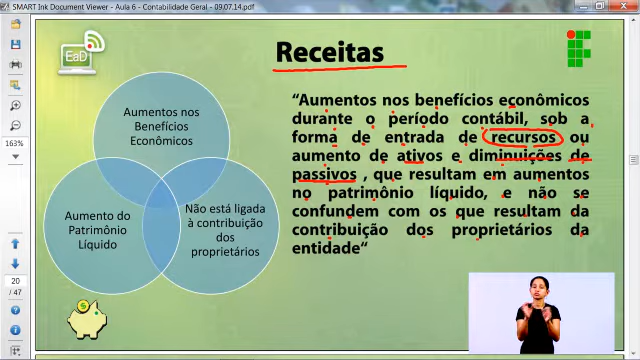 SMART Ink Document Viewer - Aula 6 - Contabilidade Geral - 09.07.14.pdf
EaD
Receitas
Aumentos nos
Benefícios
Econômicos
Aumento do
Patrimônio
Líquido
Não está ligada
à contribuição
dos
proprietários
“Aumentos nos benefícios econômicos
durante o período contábil, sob a
forma de entrada de recursos ou
aumento de ativos e diminuições de
passivos , que resultam em aumentos
no patrimônio líquido, e não se
confundem com os que resultam da
contribuição dos proprietários da
entidade“
163%
20
/ 47
$